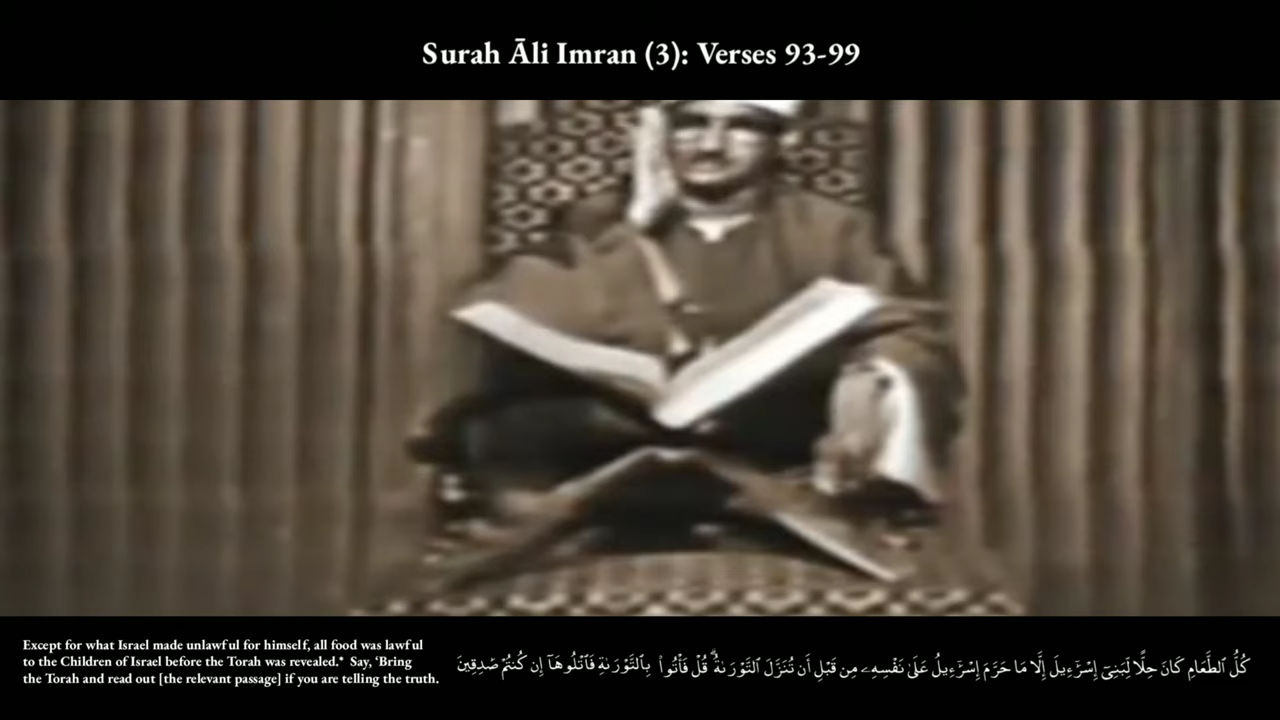 Surah Āli Imran (3): Verses 93-99
Except for what Israel made unlawful for himself, all food was lawful
to the Children of Israel before the Torah was revealed.* Say, ‘Bring
the Torah and read out [the relevant passage] if you are telling the truth.
كُلُّ ٱلطَّعَامِ كَانَ حِلًّا لِّبَنِىٓ إِسْرَٰٓءِيلَ إِلَّا مَا حَرَّمَ إِسْرَٰٓءِيلُ عَلَىٰ نَفْسِهِۦ مِن قَبْلِ أَن تُنَزَّلَ ٱلتَّوْرَىٰةُ ۗ قُلْ فَأْتُوا۟ بِٱلتَّوْرَىٰةِ فَٱتْلُوهَآ إِن كُنتُمْ صَٰدِقِينَ